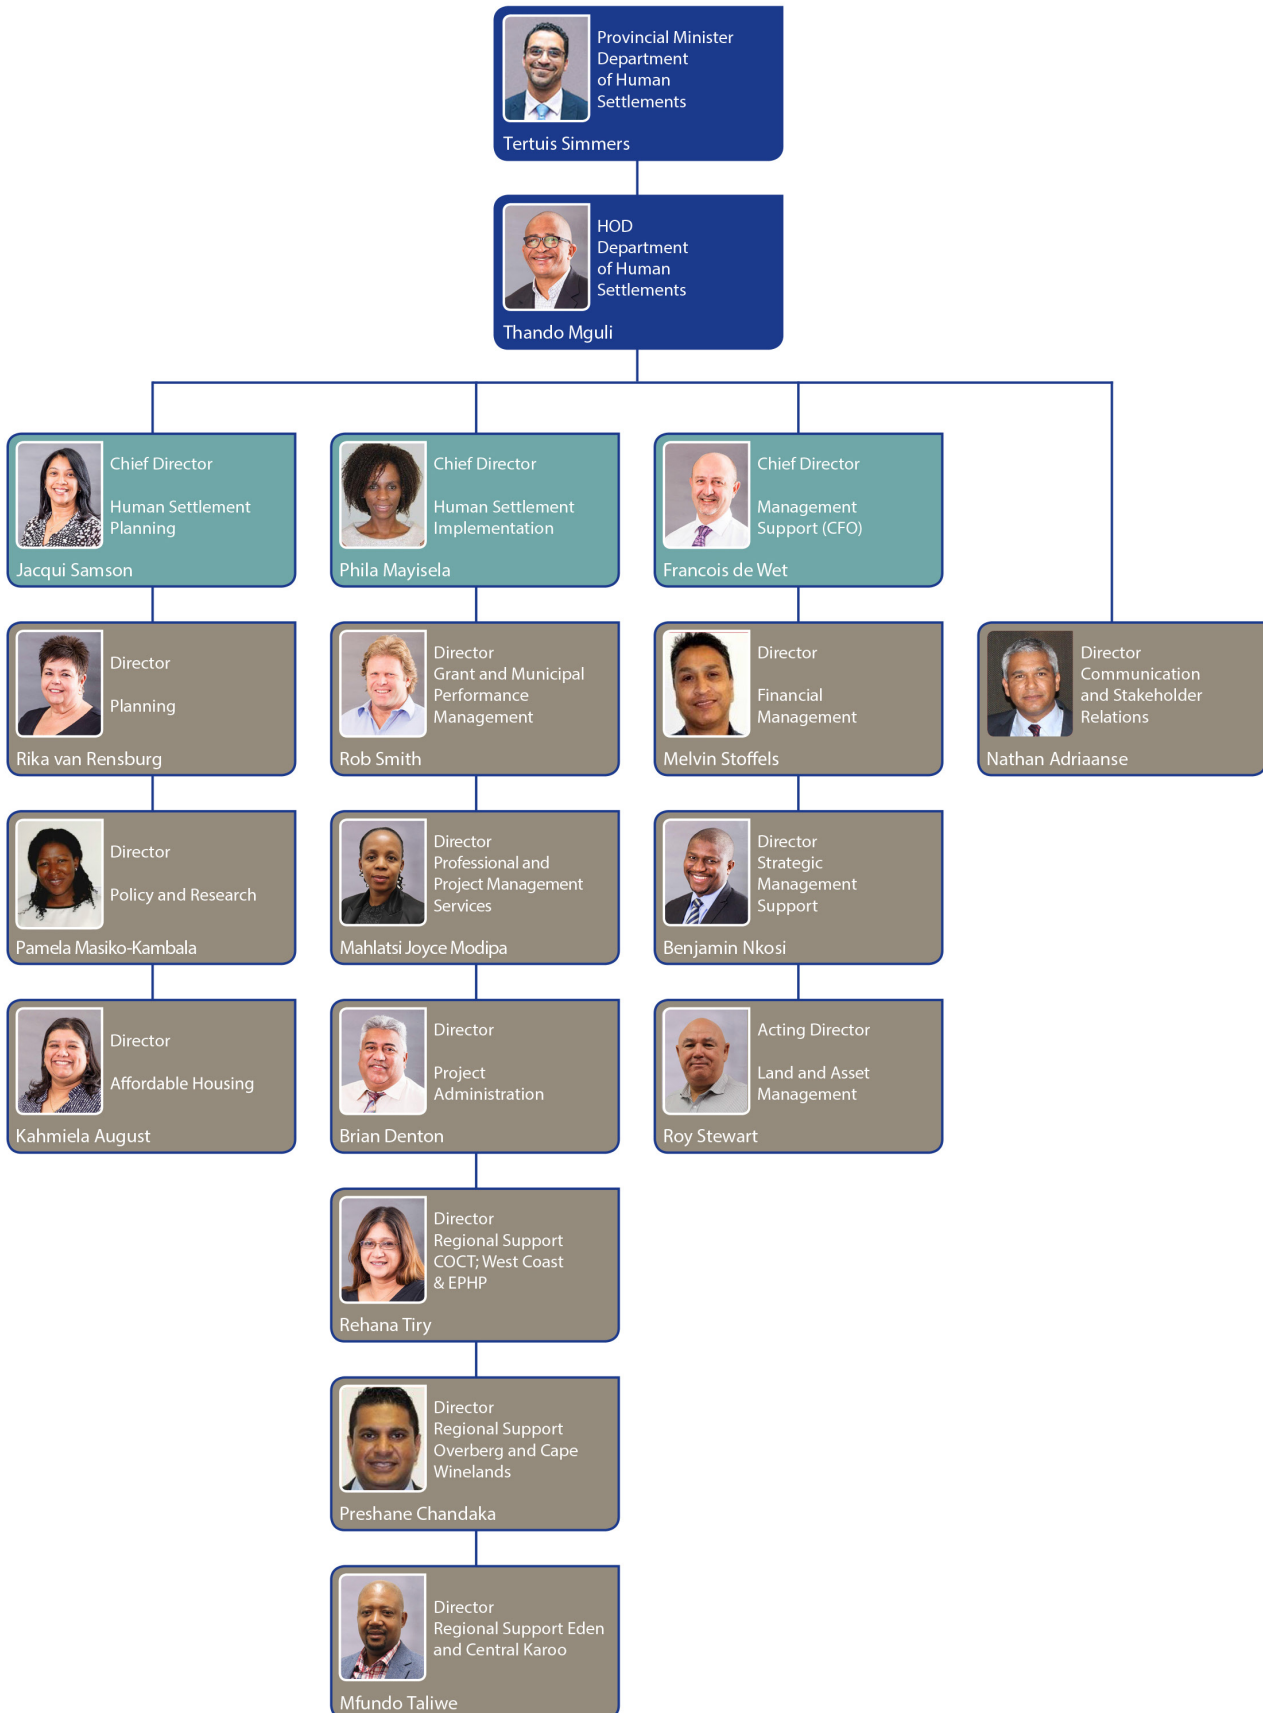 Provincial Minister
Department
of Human
Settlements
Tertuis Simmers
HOD
Department
of Human
Settlements
Thando Mguli
Chief Director
Human Settlement
Planning
Jacqui Samson
Chief Director
Human Settlement
Implementation
Phila Mayisela
Chief Director
Management
Support (CFO)
Francois de Wet
Director
Planning
Rika van Rensburg
Director
Grant and Municipal
Performance
Management
Rob Smith
Director
Financial
Management
Melvin Stoffels
Director
Communication
and Stakeholder
Relations
Nathan Adriaanse
Director
Policy and Research
Pamela Masiko-Kambala
Director
Professional and
Project Management
Services
Mahlatsi Joyce Modipa
Director
Strategic
Management
Support
Benjamin Nkosi
Director
Affordable Housing
Kahmiela August
Director
Project
Administration
Brian Denton
Acting Director
Land and Asset
Management
Roy Stewart
Director
Regional Support
COCT; West Coast
& EPHP
Rehana Tiry
Director
Regional Support
Overberg and Cape
Winelands
Preshane Chandaka
Director
Regional Support Eden
and Central Karoo
Mfundo Taliwe